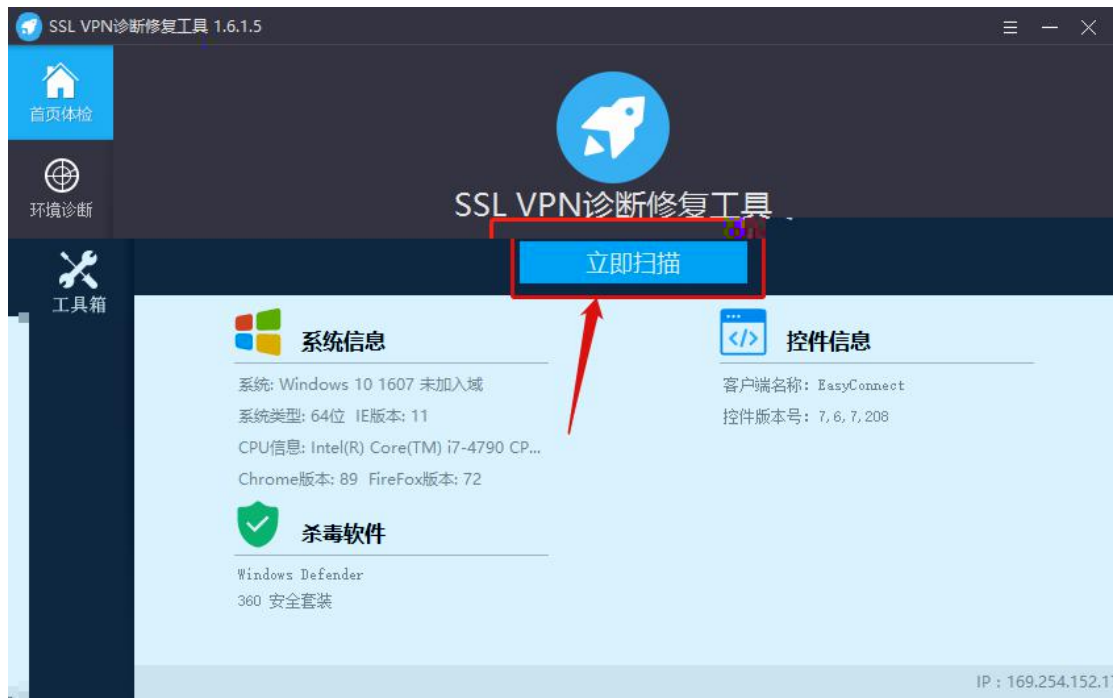 SSL VPN诊断修复工具 1.6.1.5
首页体检
环境诊断
工具箱
SSL VPN诊断修复工具
立即扫描
系统信息
系统: Windows 10 1607 未加入域
系统类型: 64位 IE版本: 11
CPU信息: Intel(R) Core(TM) i7-4790 CP...
Chrome版本: 89 FireFox版本: 72
控件信息
客户端名称: EasyConnect
控件版本号: 7,6,7,208
杀毒软件
Windows Defender
360 安全套装
IP : 169.254.152.1